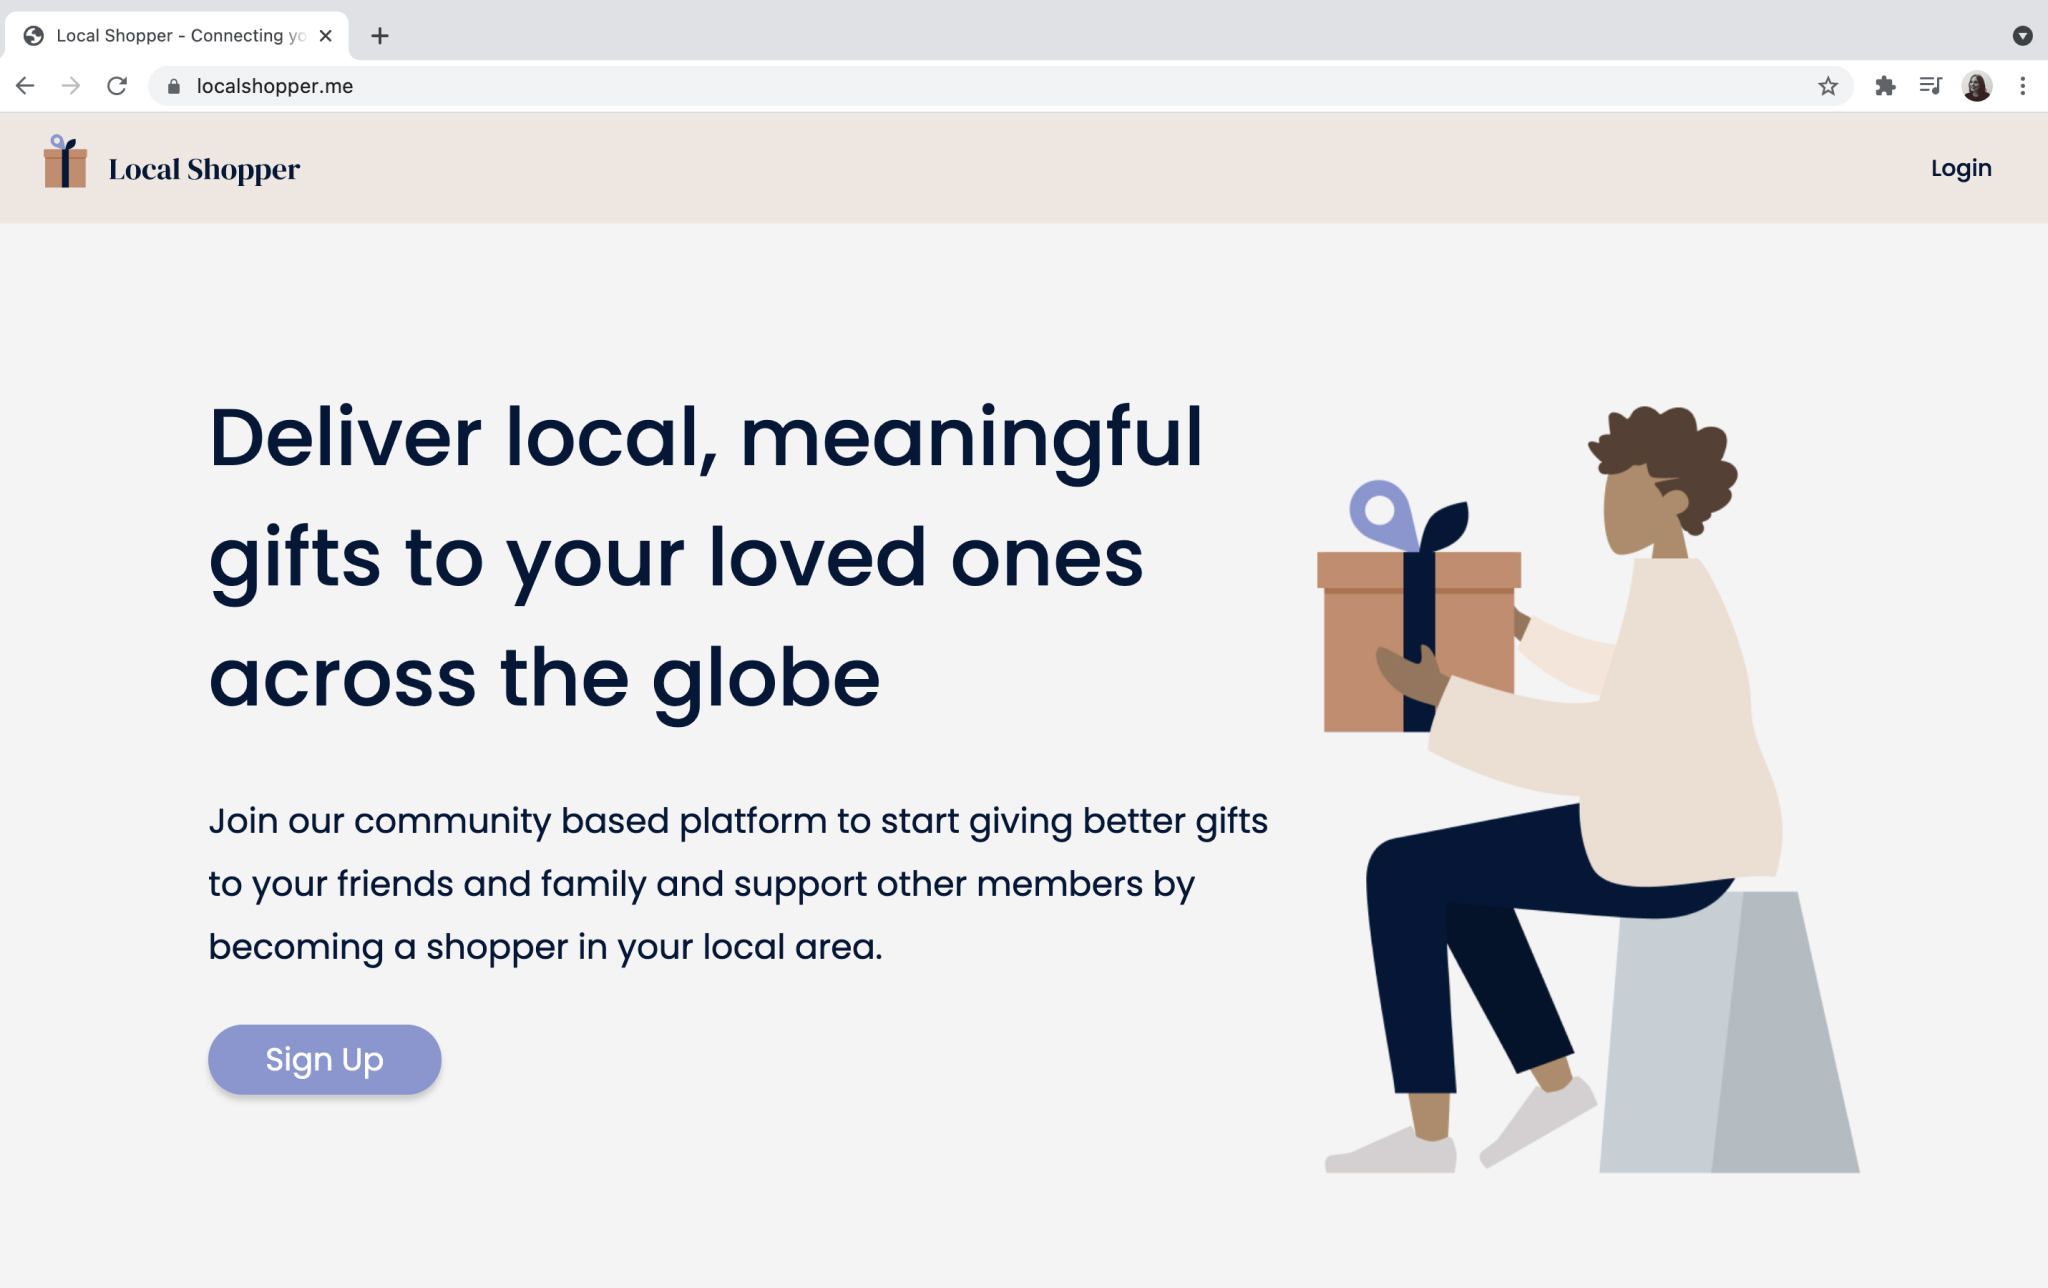 Local Shopper - Connecting yo
localshopper.me
Local Shopper
Login
Deliver local, meaningful
gifts to your loved ones
across the globe
Join our community based platform to start giving better gifts
to your friends and family and support other members by
becoming a shopper in your local area.
Sign Up